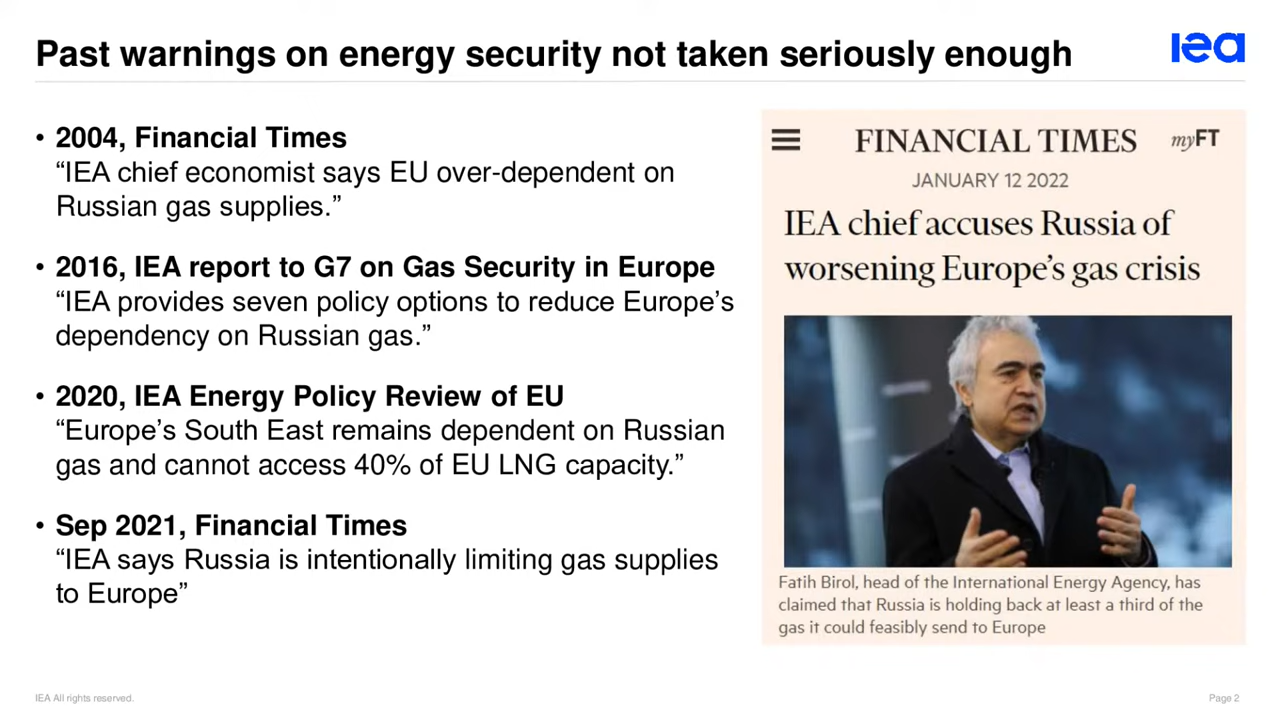 Past warnings on energy security not taken seriously enough
iea
• 2004, Financial Times
“IEA chief economist says EU over-dependent on
Russian gas supplies.”
• 2016, IEA report to G7 on Gas Security in Europe
“IEA provides seven policy options to reduce Europe’s
dependency on Russian gas.”
• 2020, IEA Energy Policy Review of EU
“Europe’s South East remains dependent on Russian
gas and cannot access 40% of EU LNG capacity.”
• Sep 2021, Financial Times
“IEA says Russia is intentionally limiting gas supplies
to Europe”
FINANCIAL TIMES
myFT
JANUARY 12 2022
IEA chief accuses Russia of
worsening Europe’s gas crisis
Fatih Birol, head of the International Energy Agency, has
claimed that Russia is holding back at least a third of the
gas it could feasibly send to Europe
IEA All rights reserved.
Page 2